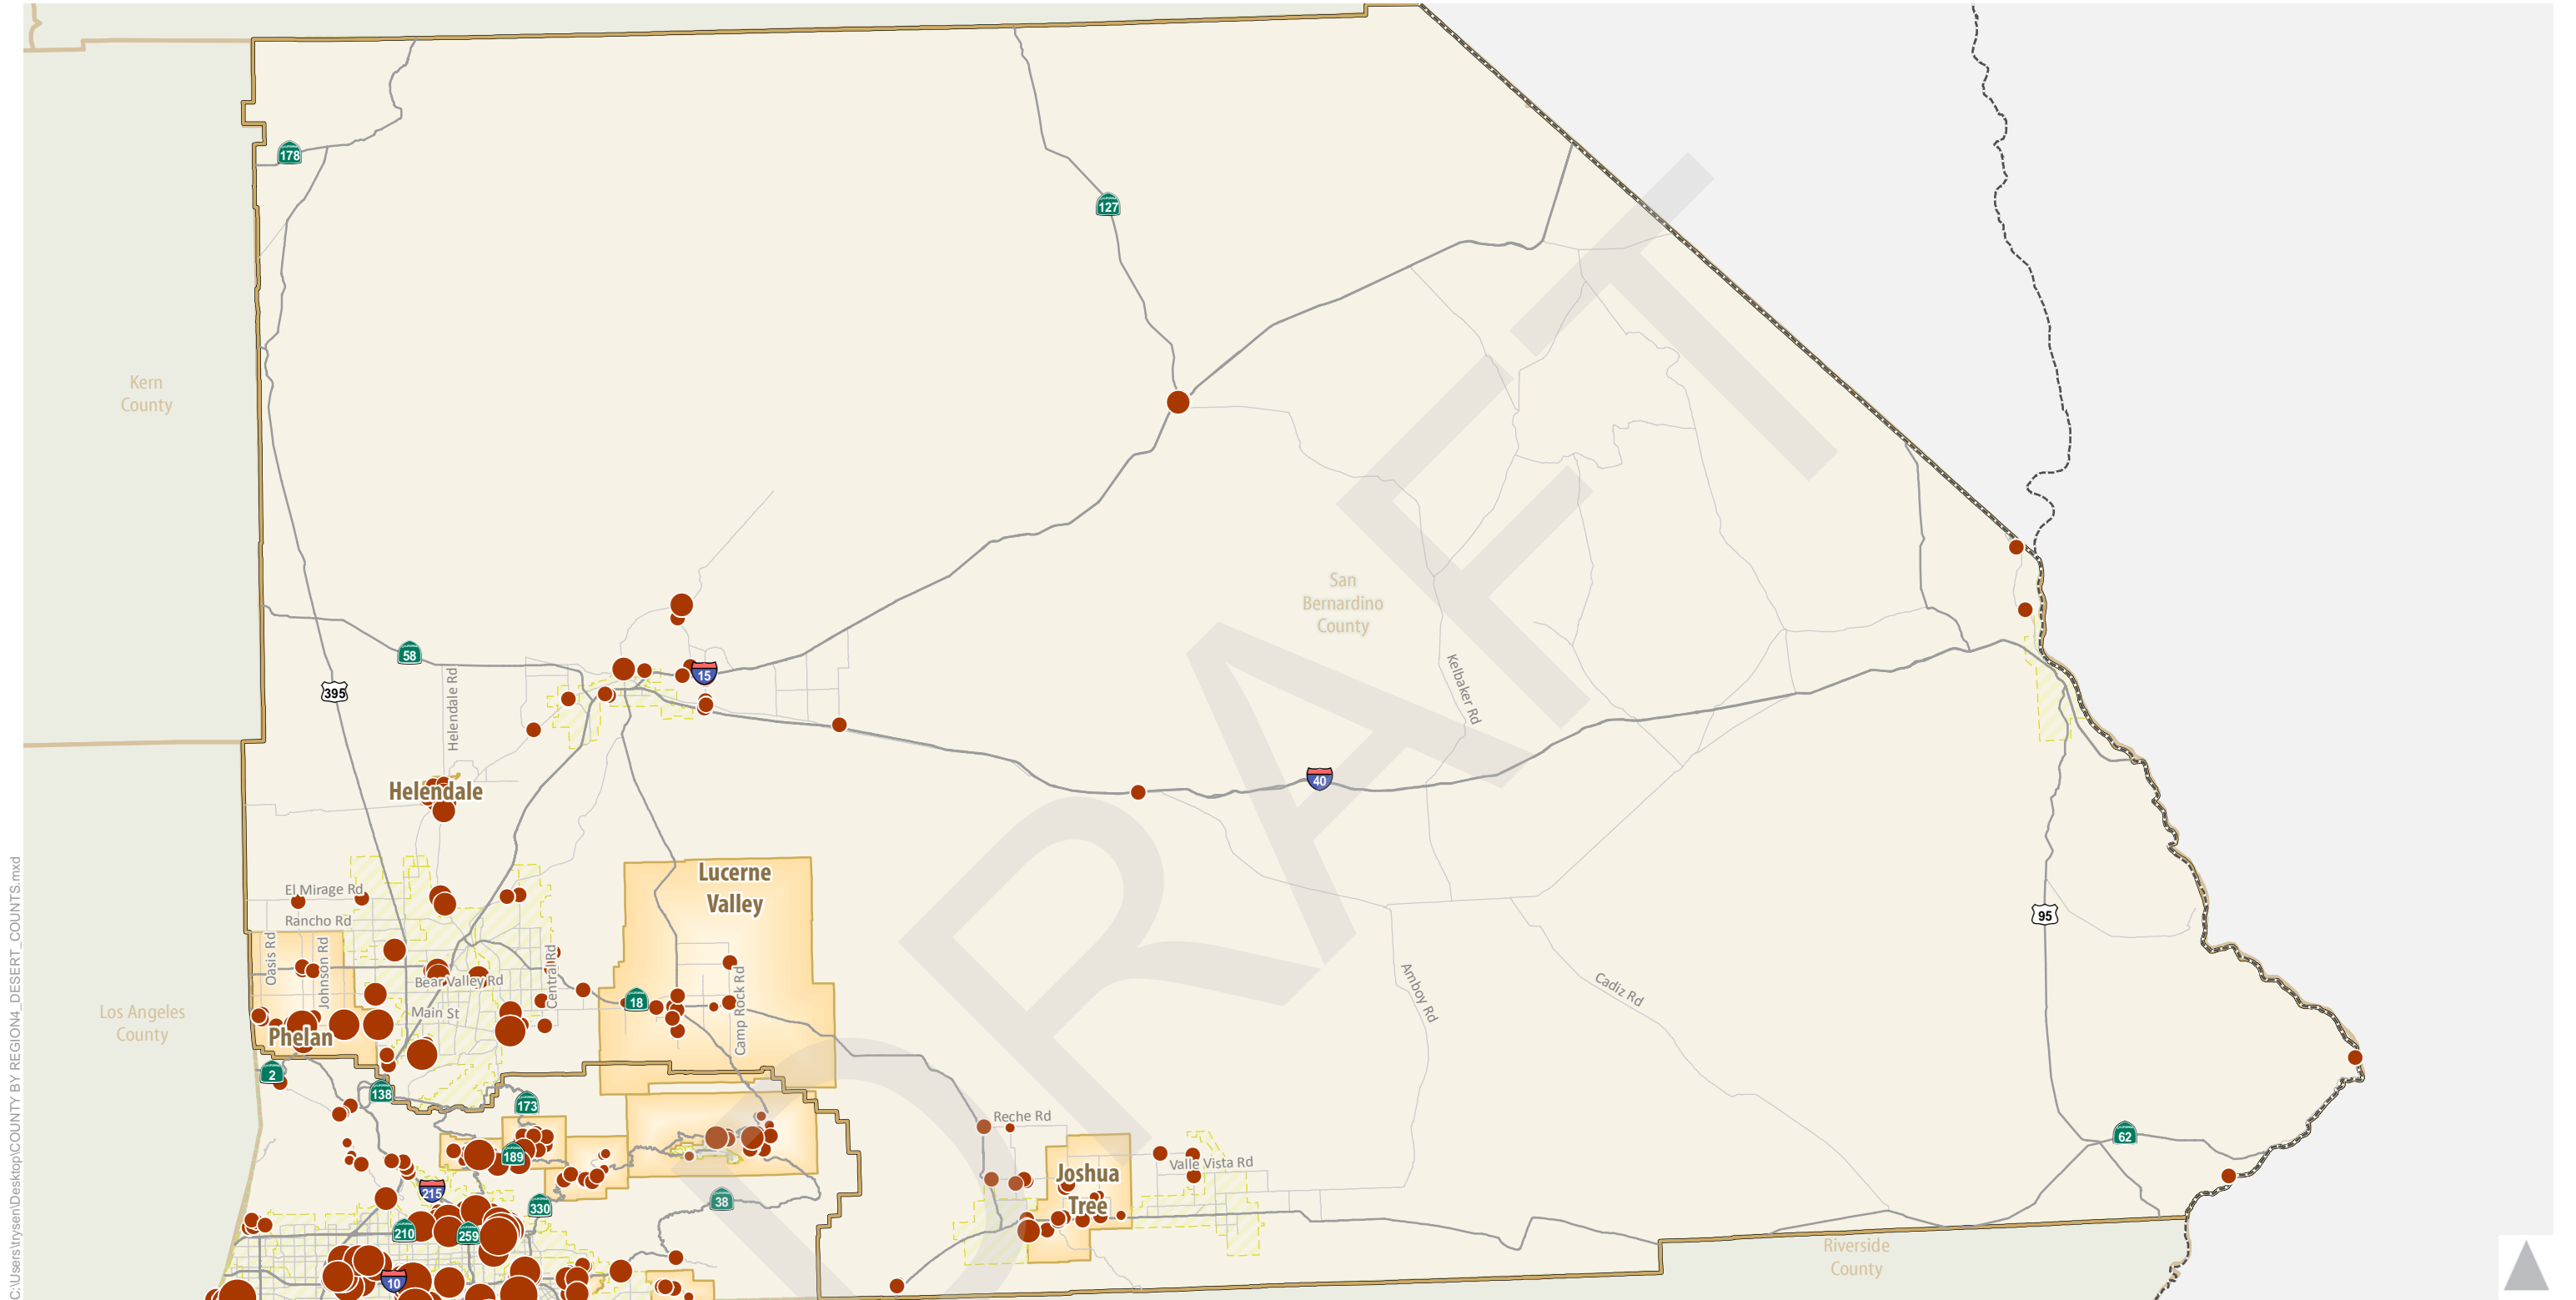 178
127
Kern
County
San
Bernardino
County
58
15
395
Helendale Rd
Kelbaker Rd
40
Helendale
Lucerne
Valley
El Mirage Rd
Rancho Rd
95
Oasis Rd
Johnson Rd
Bear Valley Rd
Central Rd
Camp Rock Rd
Amboy Rd
Cadiz Rd
18
Main St
Los Angeles
County
Phelan
2
138
173
Reche Rd
62
189
Valle Vista Rd
Joshua
Tree
215
330
38
210
259
10
Riverside
County
DRAFT
C:\Users\trysen\Desktop\COUNTY BY REGION4_DESERT_COUNTS.mxd